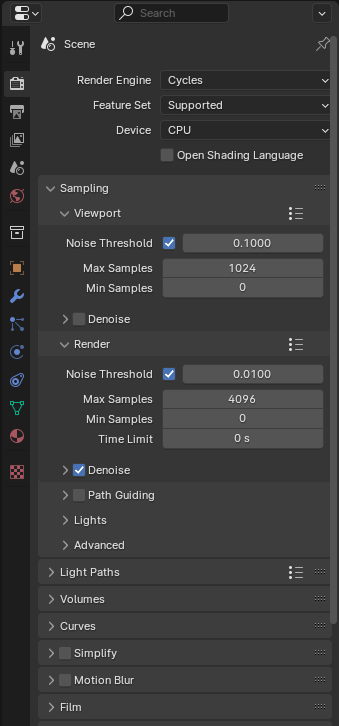 Search
Scene
Render Engine Cycles
Feature Set Supported
Device CPU
Open Shading Language
Sampling
Viewport
Noise Threshold 0.1000
Max Samples 1024
Min Samples 0
Denoise
Render
Noise Threshold 0.0100
Max Samples 4096
Min Samples 0
Time Limit 0 s
Denoise
Path Guiding
Lights
Advanced
Light Paths
Volumes
Curves
Simplify
Motion Blur
Film